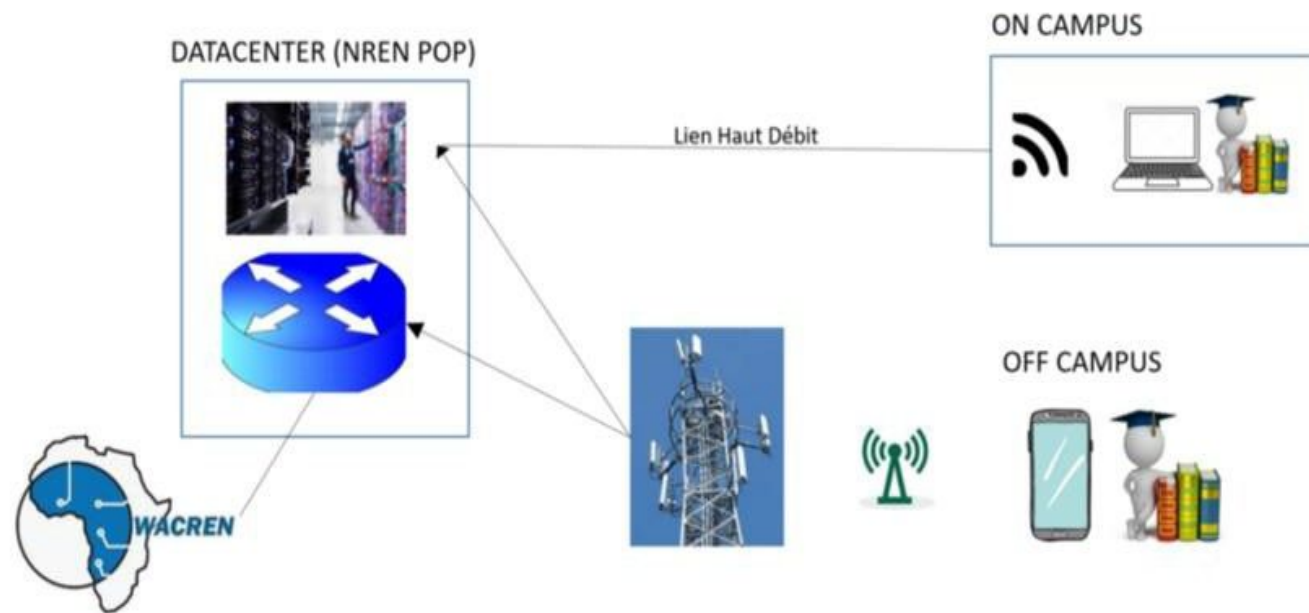 ON CAMPUS
DATACENTER (NREN POP)
Lien Haut Débit
OFF CAMPUS
WACREN